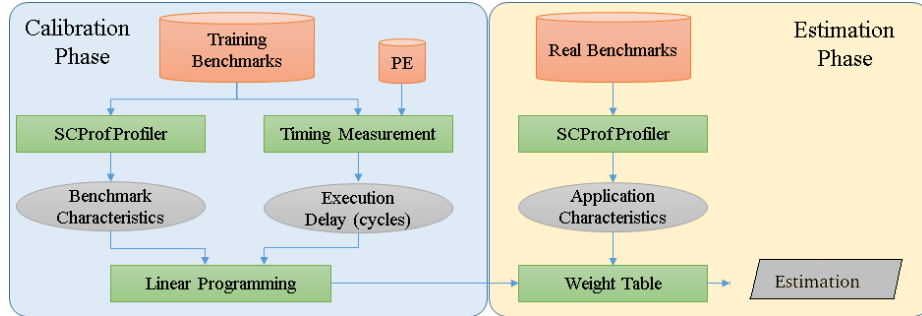 Calibration
Phase
Training
Benchmarks
PE
SCProf Profiler
Timing Measurement
Benchmark
Characteristics
Execution
Delay (cycles)
Linear Programming
Real Benchmarks
Estimation
Phase
SCProf Profiler
Application
Characteristics
Weight Table
Estimation